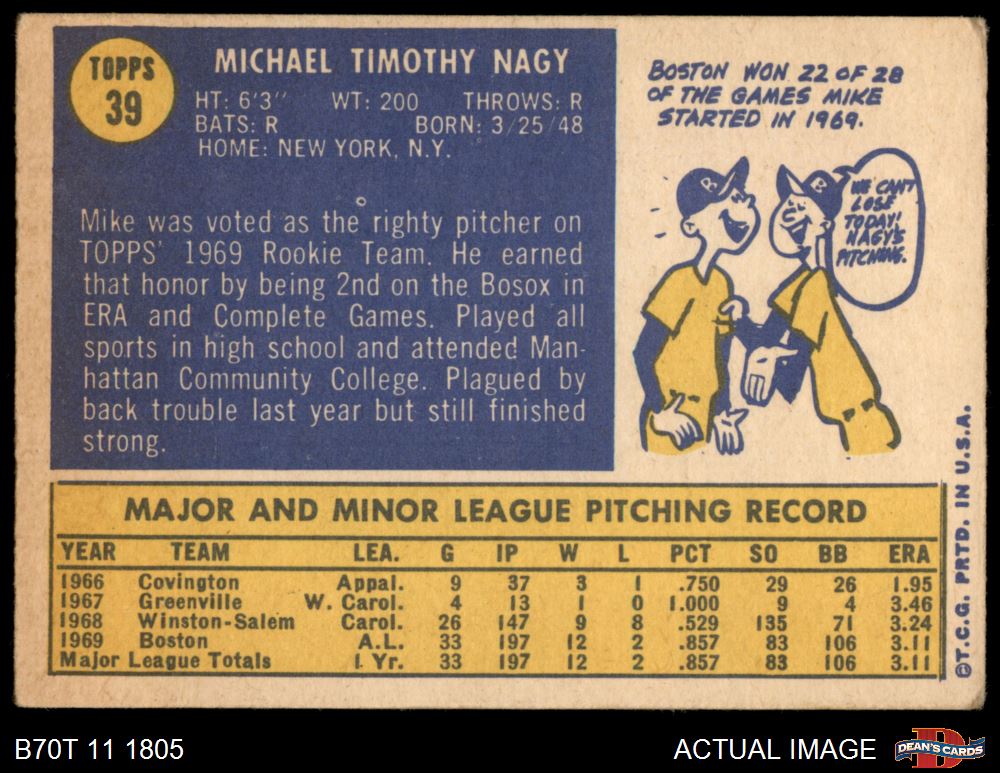 TOPPS
39
MICHAEL TIMOTHY NAGY
HT: 6'3" WT: 200 THROWS: R
BATS: R BORN: 3/25/48
HOME: NEW YORK, N.Y.
Mike was voted as the righty pitcher on
TOPPS' 1969 Rookie Team. He earned
that honor by being 2nd on the Bosox in
ERA and Complete Games. Played all
sports in high school and attended Man-
hattan Community College. Plagued by
back trouble last year but still finished
strong.
BOSTON WON 22 OF 28
OF THE GAMES MIKE
STARTED IN 1969.
B
B
WE CAN'T
LOSE
TODAY!
NAGY'S
PITCHING.
MAJOR AND MINOR LEAGUE PITCHING RECORD
YEAR TEAM LEA. G IP W L PCT SO BB ERA
1966 Covington Appal. 9 37 3 1 .750 29 26 1.95
1967 Greenville W. Carol. 4 13 1 0 1.000 9 4 3.46
1968 Winston-Salem Carol. 26 147 9 8 .529 135 71 3.24
1969 Boston A.L. 33 197 12 2 .857 83 106 3.11
Major League Totals 1 Yr. 33 197 12 2 .857 83 106 3.11
©T.C.G. PRTD. IN U.S.A.
B70T 11 1805
ACTUAL IMAGE
D
DEAN'S CARDS